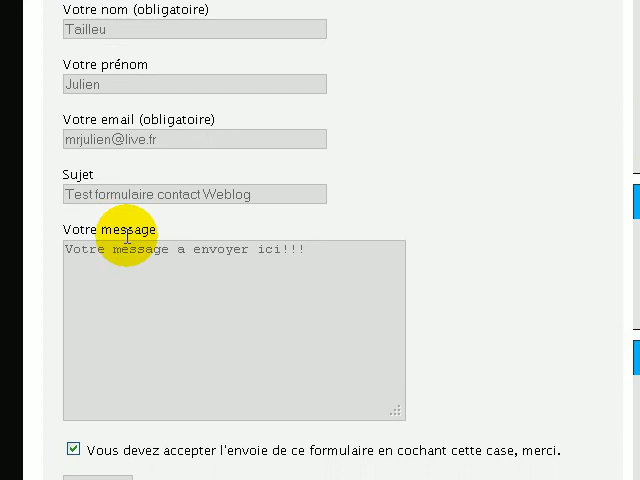 Votre nom (obligatoire)
Tailleu
Votre prénom
Julien
Votre email (obligatoire)
mrjulien@live.fr
Sujet
Test formulaire contact Weblog
Votre message
Votre message a envoyer ici!!!
Vous devez accepter l'envoie de ce formulaire en cochant cette case, merci.